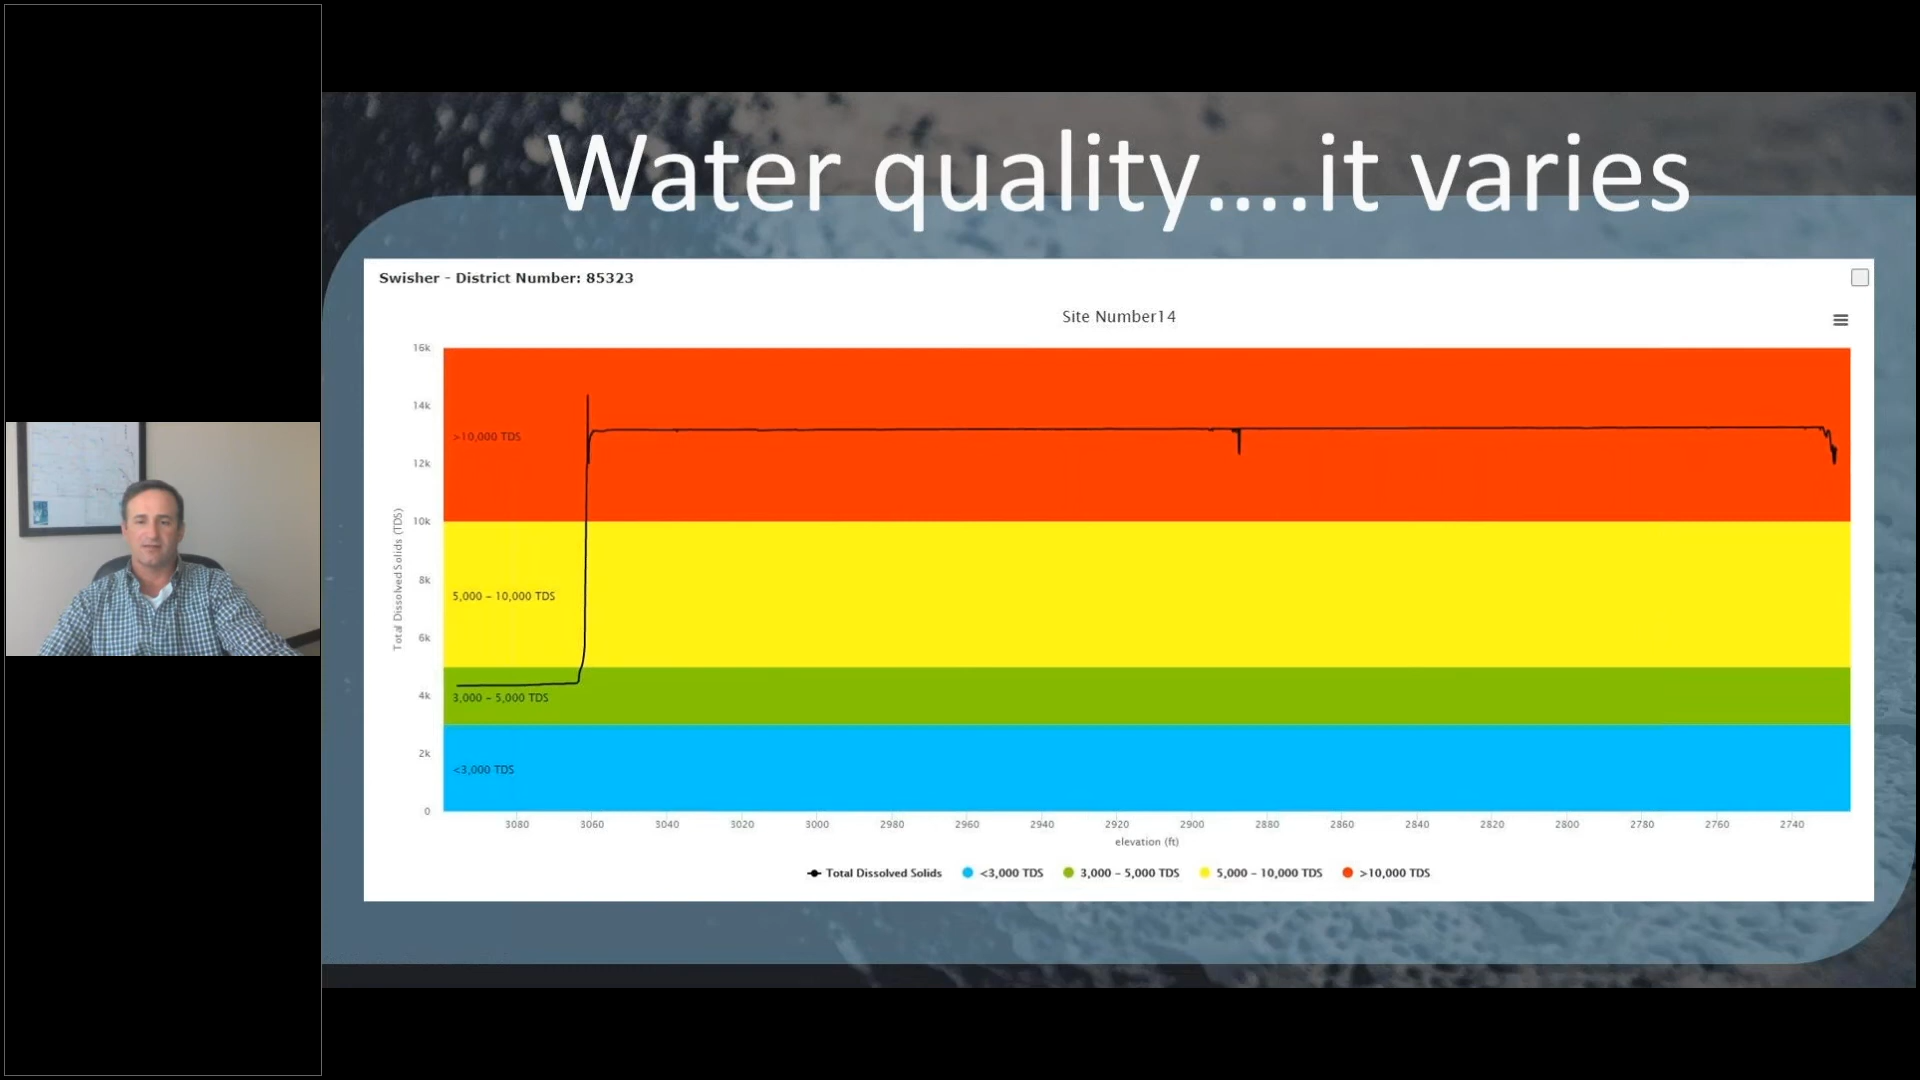 Water quality....it varies
Swisher - District Number: 85323
Site Number14
16k
14k
12k
10k
8k
6k
4k
2k
0
Total Dissolved Solids (TDS)
>10,000 TDS
5,000 – 10,000 TDS
3,000 – 5,000 TDS
<3,000 TDS
3080 3060 3040 3020 3000 2980 2960 2940 2920 2900 2880 2860 2840 2820 2800 2780 2760 2740
elevation (ft)
Total Dissolved Solids <3,000 TDS 3,000 – 5,000 TDS 5,000 – 10,000 TDS >10,000 TDS